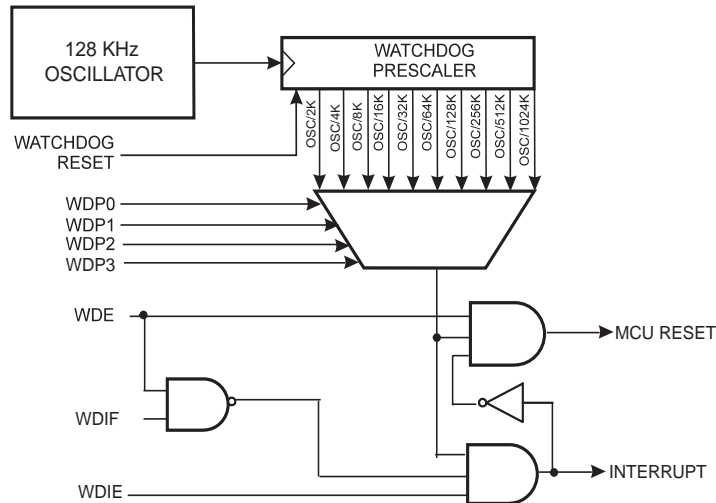 128 KHz
OSCILLATOR
WATCHDOG
PRESCALER
OSC/2K
OSC/4K
OSC/8K
OSC/16K
OSC/32K
OSC/64K
OSC/128K
OSC/256K
OSC/512K
OSC/1024K
WATCHDOG
RESET
WDP0
WDP1
WDP2
WDP3
WDE
MCU RESET
WDIF
INTERRUPT
WDIE